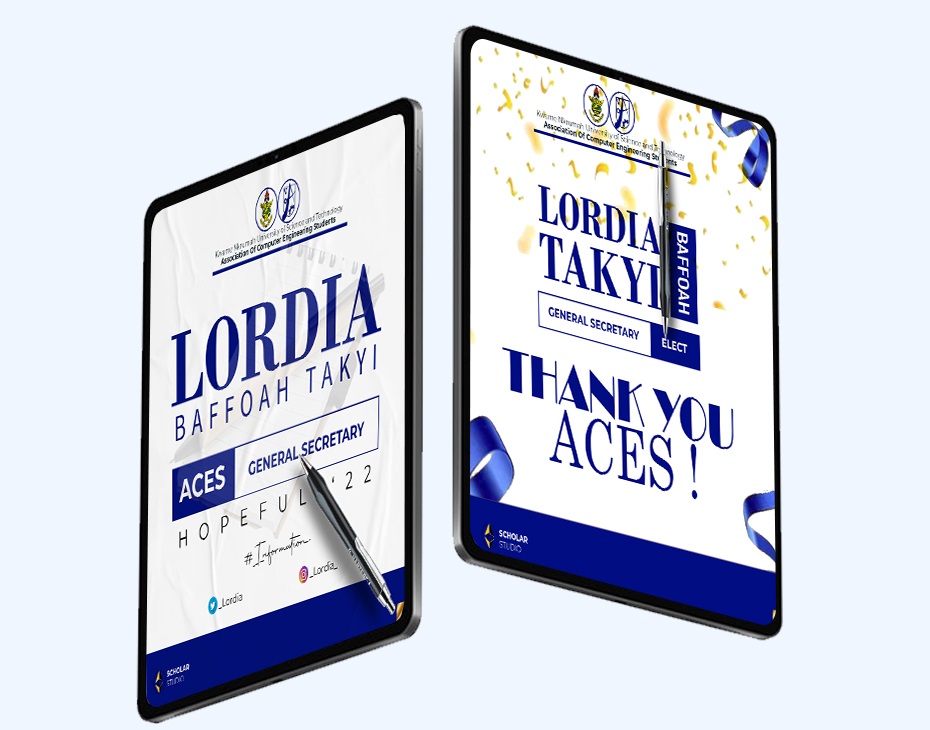 Kwame Nkrumah University of Science and Technology
Association Of Computer Engineering Students
LORDIA
BAFFOAH TAKYI
ACES GENERAL SECRETARY
HOPEFUL '22
#Information
_Lordia_
_Lordia
SCHOLAR
STUDIO
Kwame Nkrumah University of Science and Technology
Association Of Computer Engineering Students
LORDIA
TAKYI
BAFFOAH
GENERAL SECRETARY ELECT
THANK YOU
ACES!
SCHOLAR
STUDIO